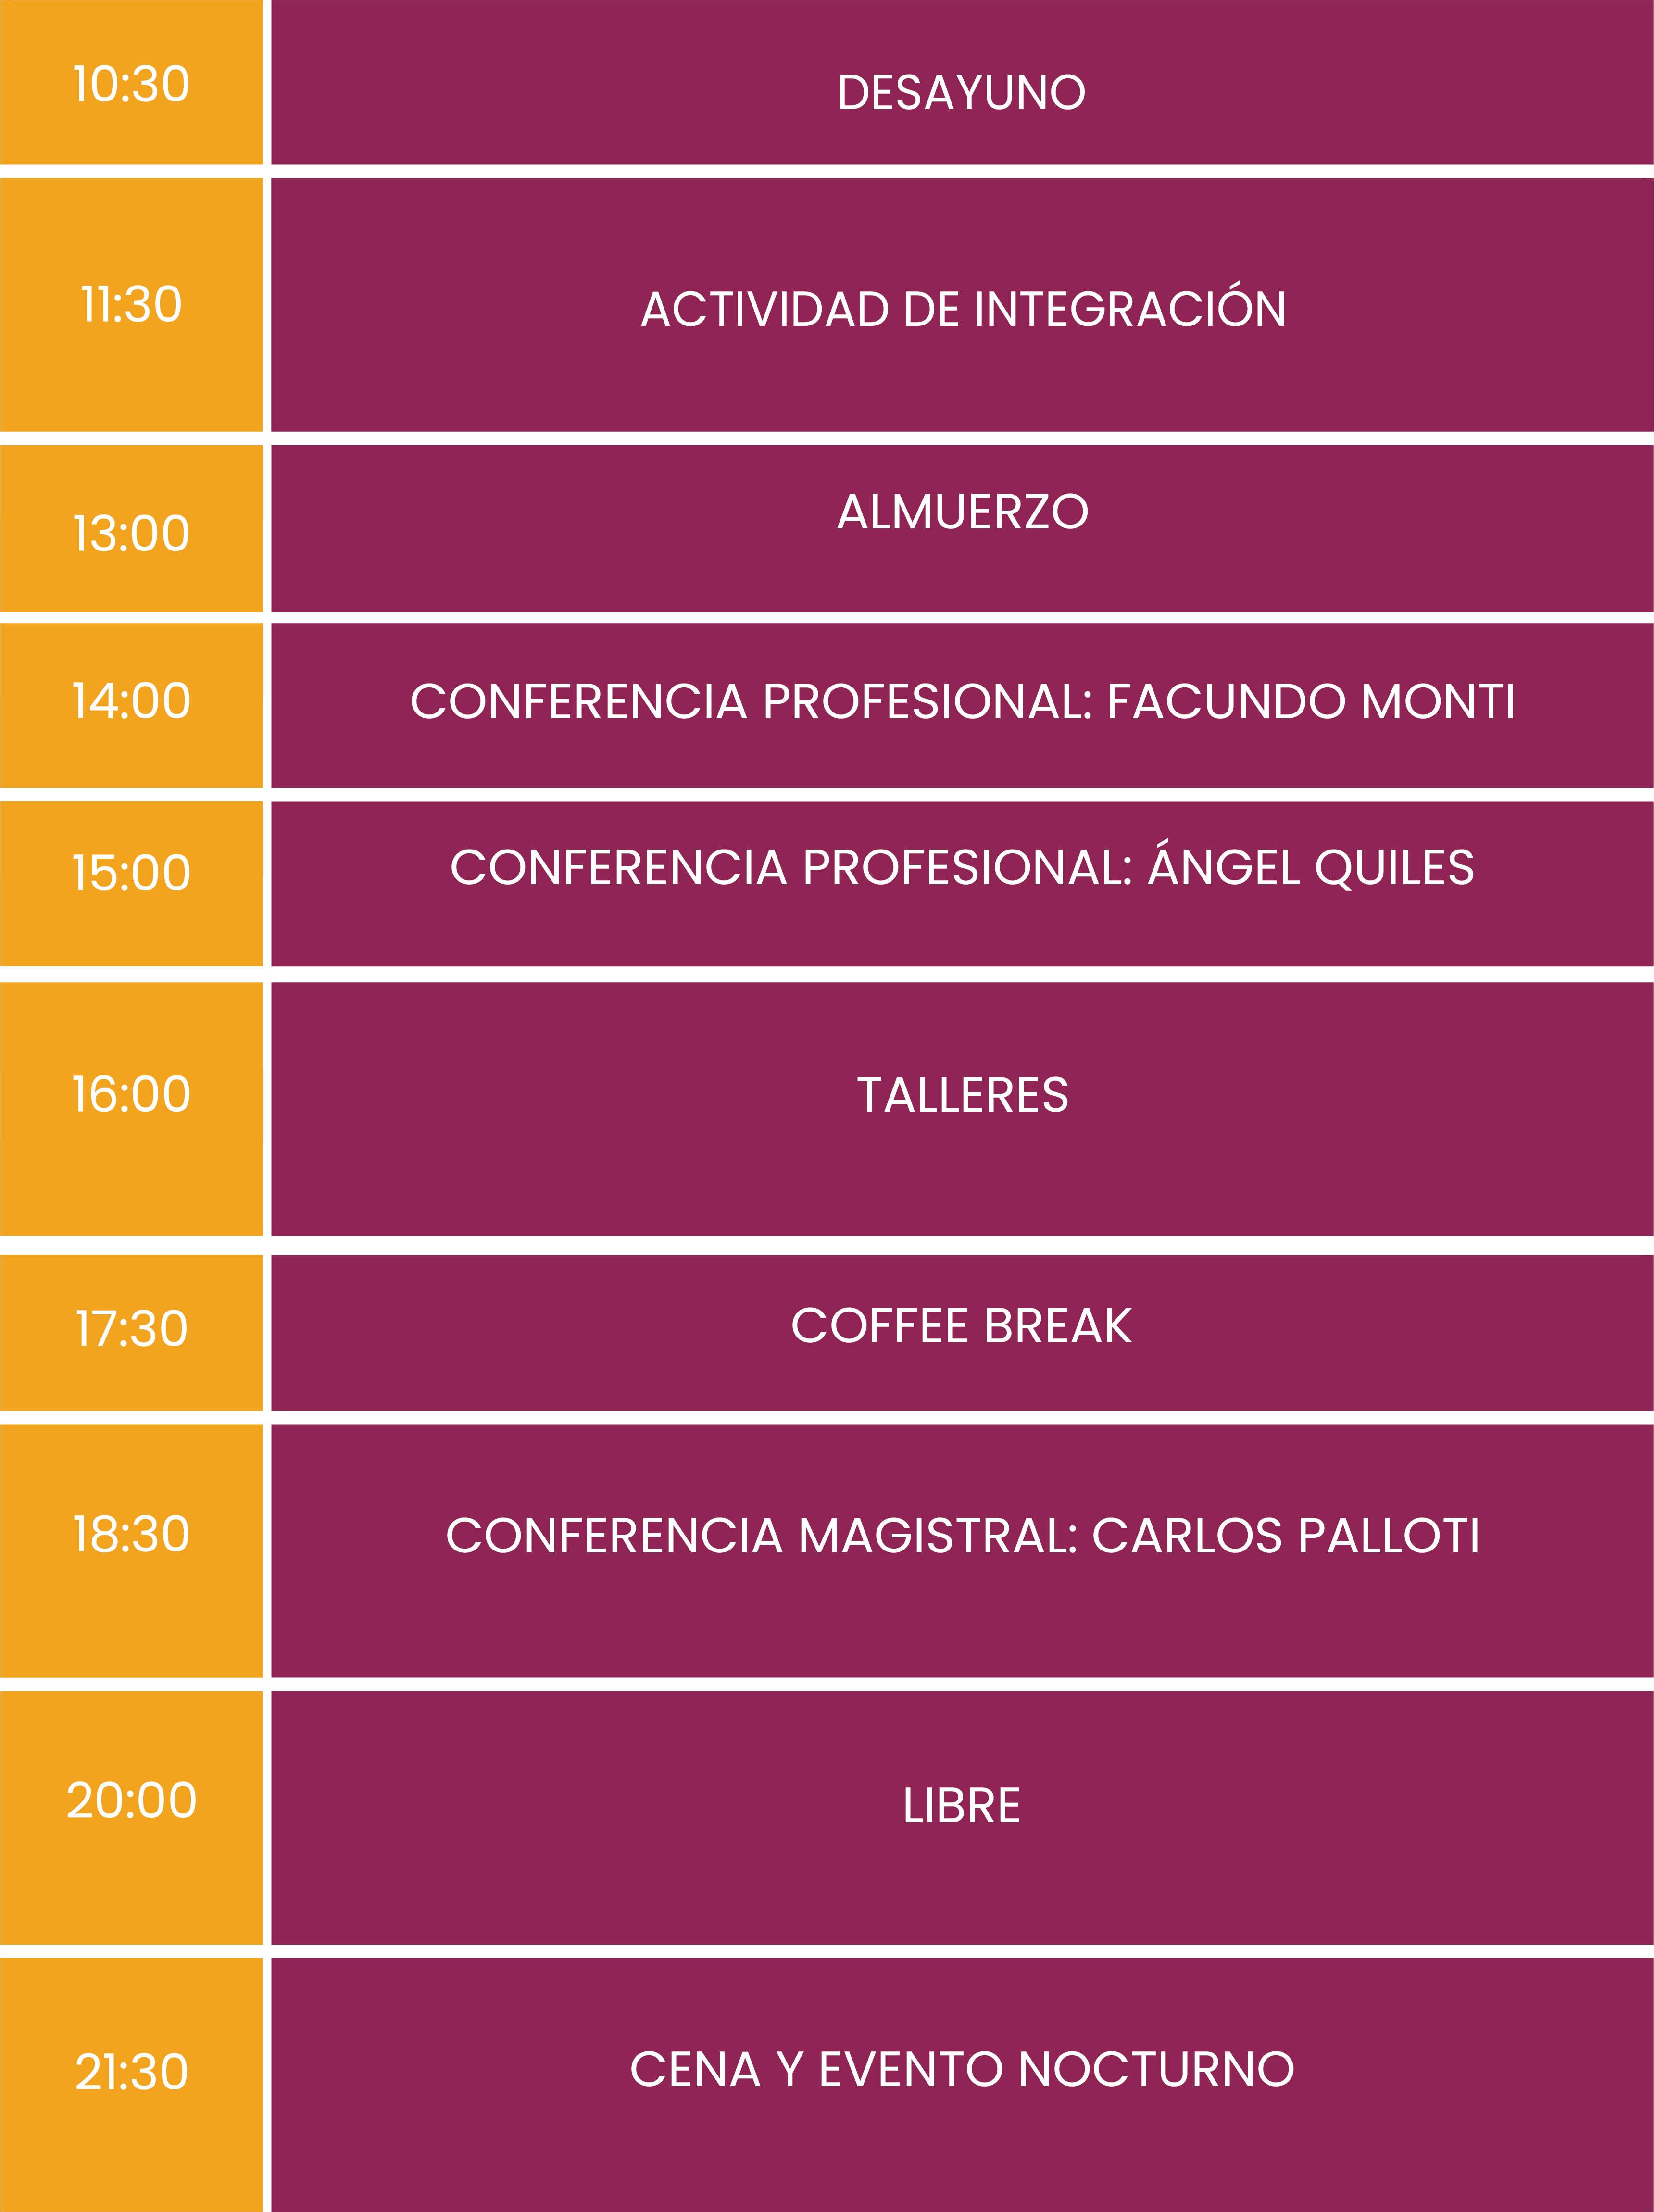 10:30 DESAYUNO
11:30 ACTIVIDAD DE INTEGRACIÓN
13:00 ALMUERZO
14:00 CONFERENCIA PROFESIONAL: FACUNDO MONTI
15:00 CONFERENCIA PROFESIONAL: ÁNGEL QUILES
16:00 TALLERES
17:30 COFFEE BREAK
18:30 CONFERENCIA MAGISTRAL: CARLOS PALLOTI
20:00 LIBRE
21:30 CENA Y EVENTO NOCTURNO